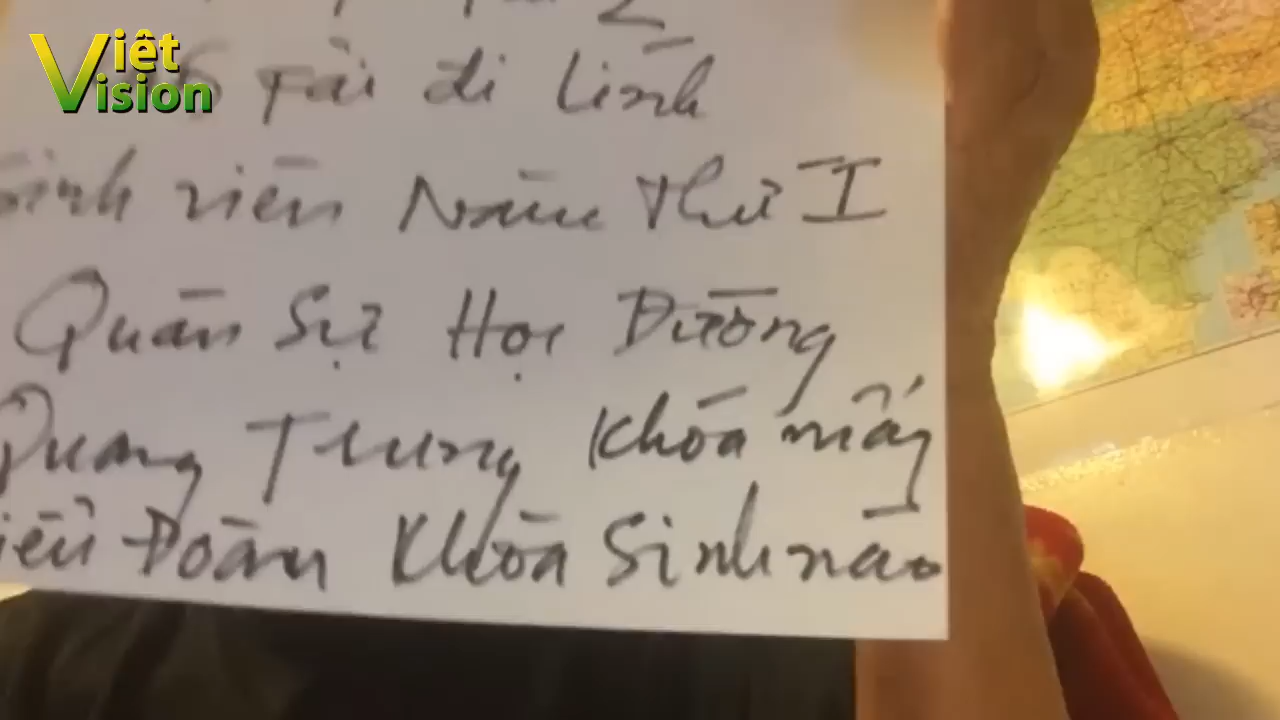 Việt
Vision
phải đi lính
sinh viên Năm thứ I
Quân Sự Học Đường
Quang Trung Khóa mấy
Đoàn Khóa Sinh nào